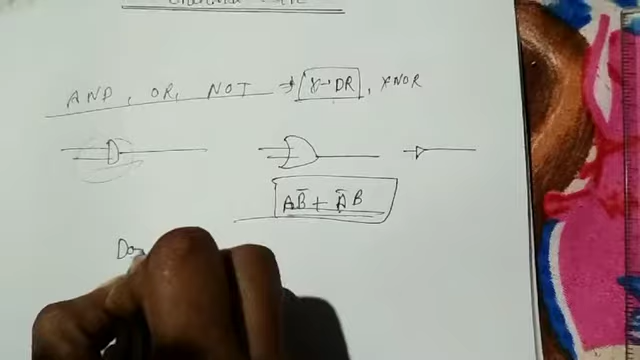 AND, OR, NOT → X-OR, XNOR
AB̄ + ĀB